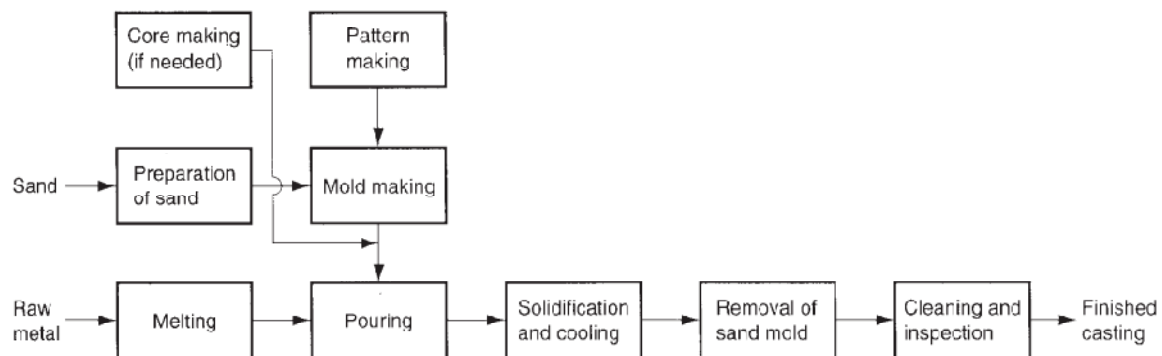 Core making
(if needed)
Pattern
making
Sand
Preparation
of sand
Mold making
Raw
metal
Melting
Pouring
Solidification
and cooling
Removal of
sand mold
Cleaning and
inspection
Finished
casting